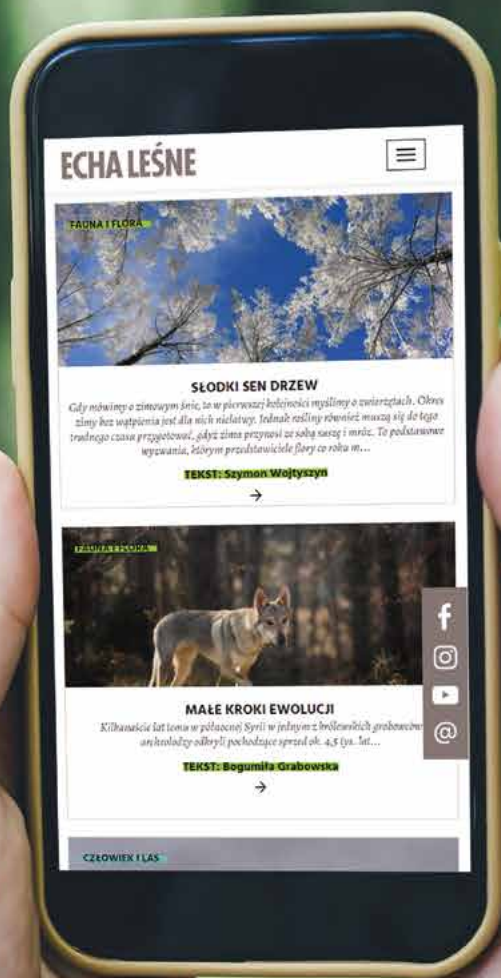 ECHA LEŚNE
FAUNA I FLORA
SŁODKI SEN DRZEW
Gdy mówimy o zimowym śnie, to w pierwszej kolejności myślimy o zwierzętach. Okres
zimy bez wątpienia jest dla nich niełatwy. Jednak rośliny również muszą się do tego
trudnego czasu przygotować, gdyż zima przynosi ze sobą suszę i mróz. To podstawowe
wyzwania, którym przedstawiciele flory co roku m...
TEKST: Szymon Wojtyszyn
FAUNA I FLORA
MAŁE KROKI EWOLUCJI
Kilkanaście lat temu w północnej Syrii w jednym z królewskich grobowców
archeolodzy odkryli pochodzące sprzed ok. 4,5 tys. lat...
TEKST: Bogumiła Grabowska
CZŁOWIEK I LAS